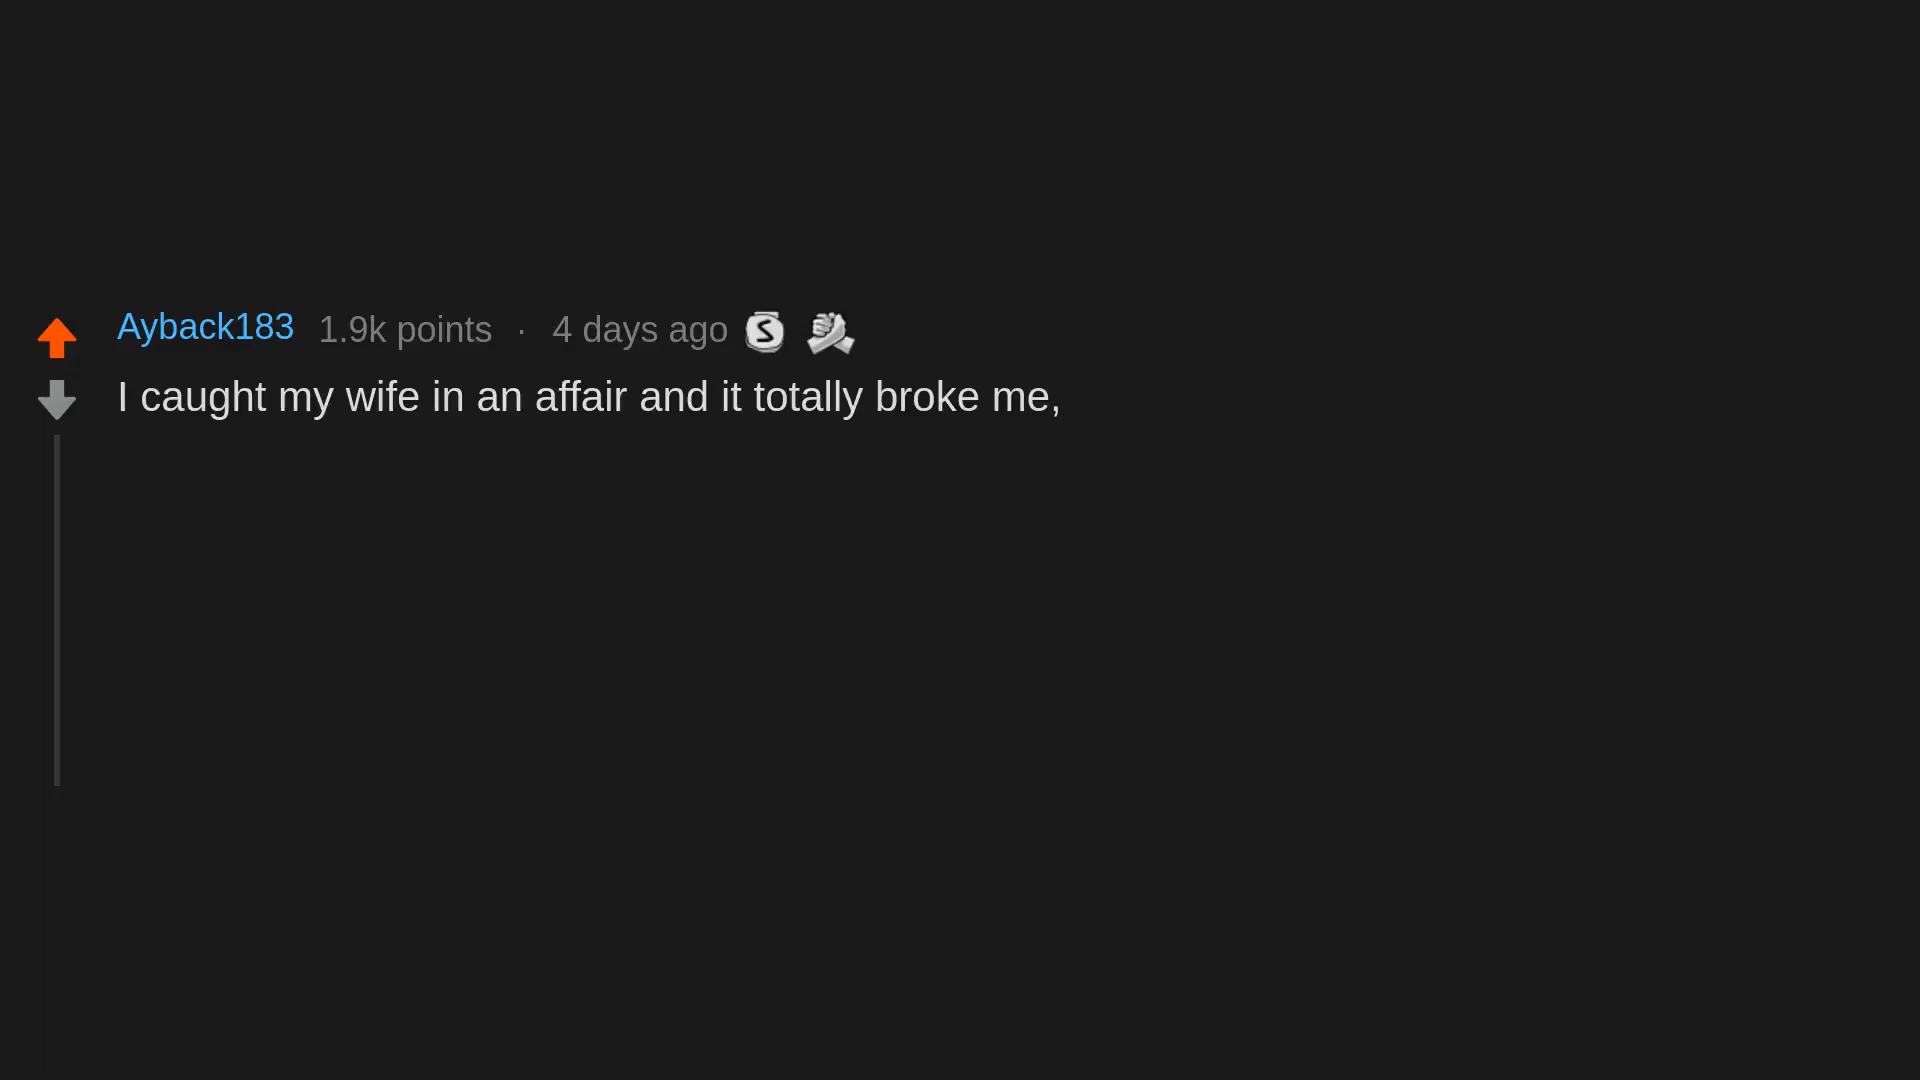 Ayback183 1.9k points · 4 days ago
I caught my wife in an affair and it totally broke me,